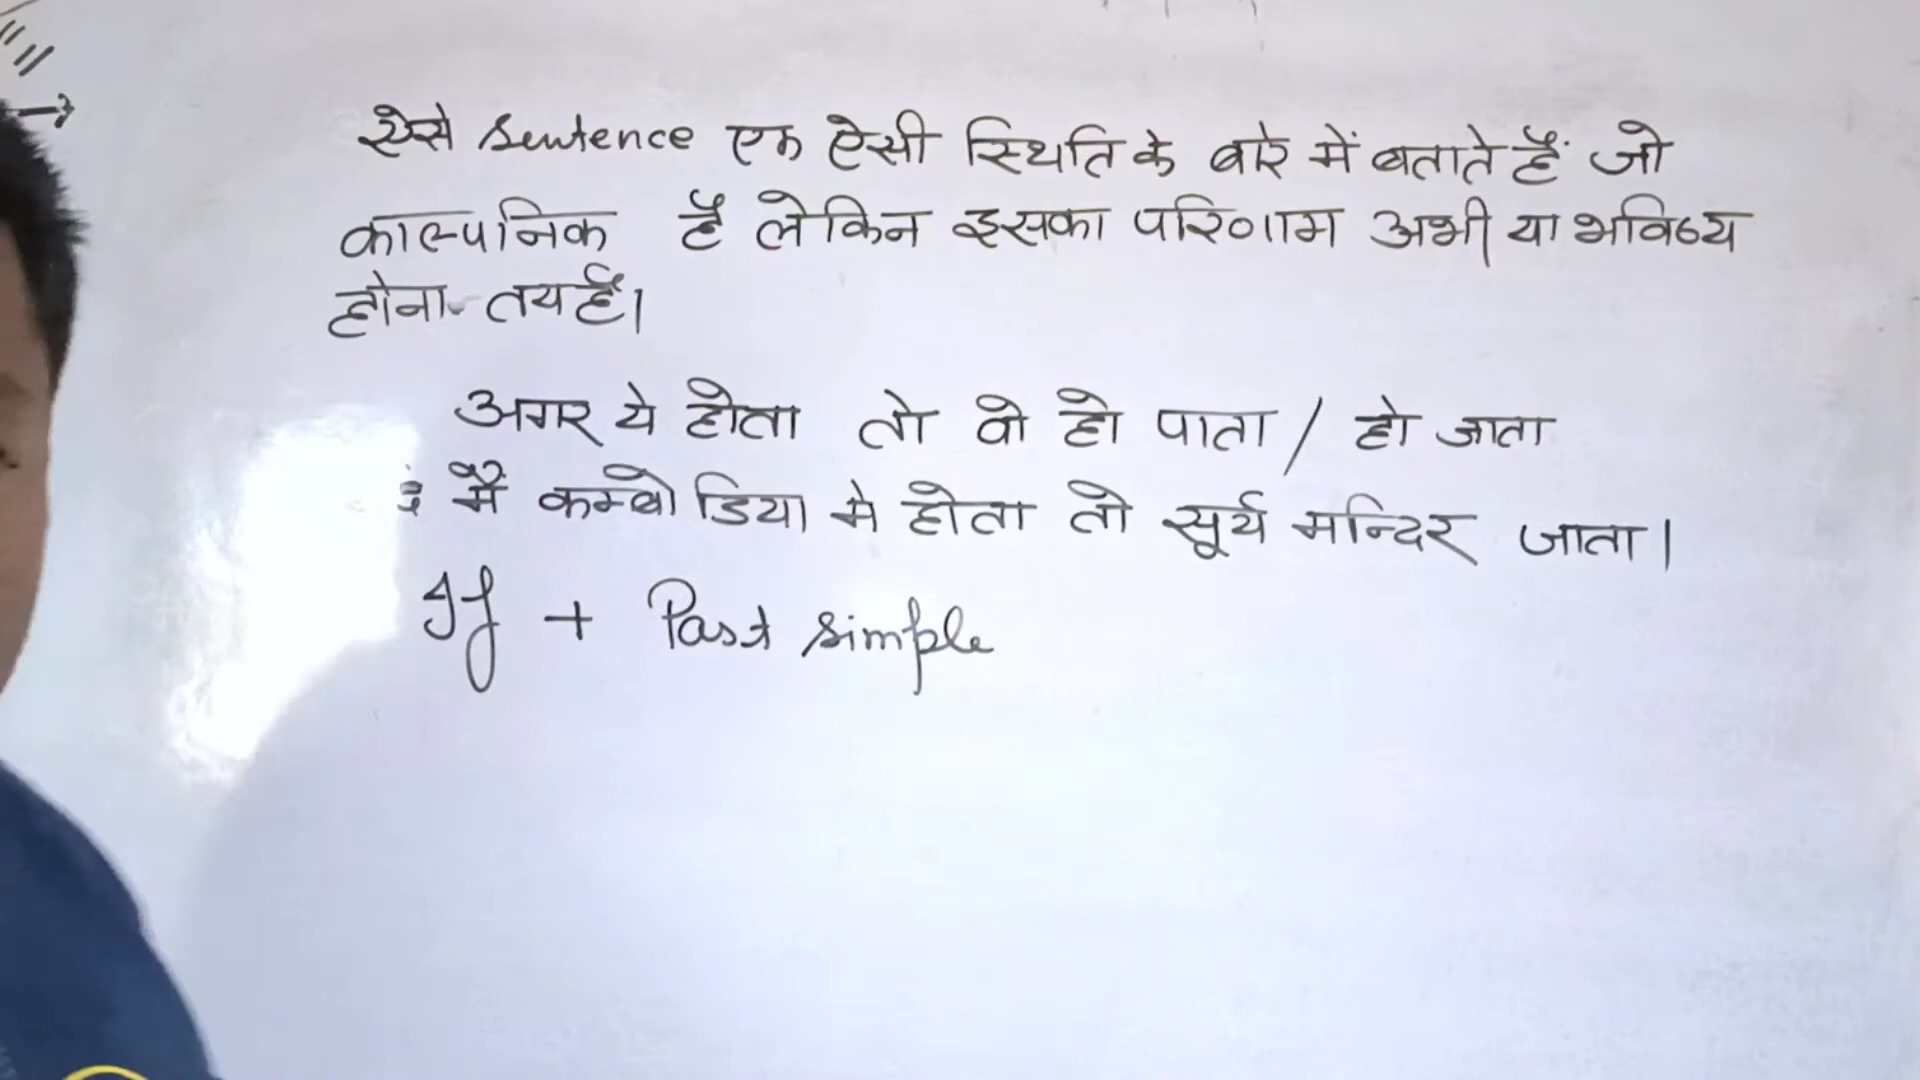 ऐसे sentence एक ऐसी स्थिति के बारे में बताते हैं जो
काल्पनिक है लेकिन इसका परिणाम अभी या भविष्य
होना तय है।
अगर ये होता तो वो हो पाता / हो जाता
मैं कम्बोडिया मे होता तो सूर्य मन्दिर जाता।
If + Past simple